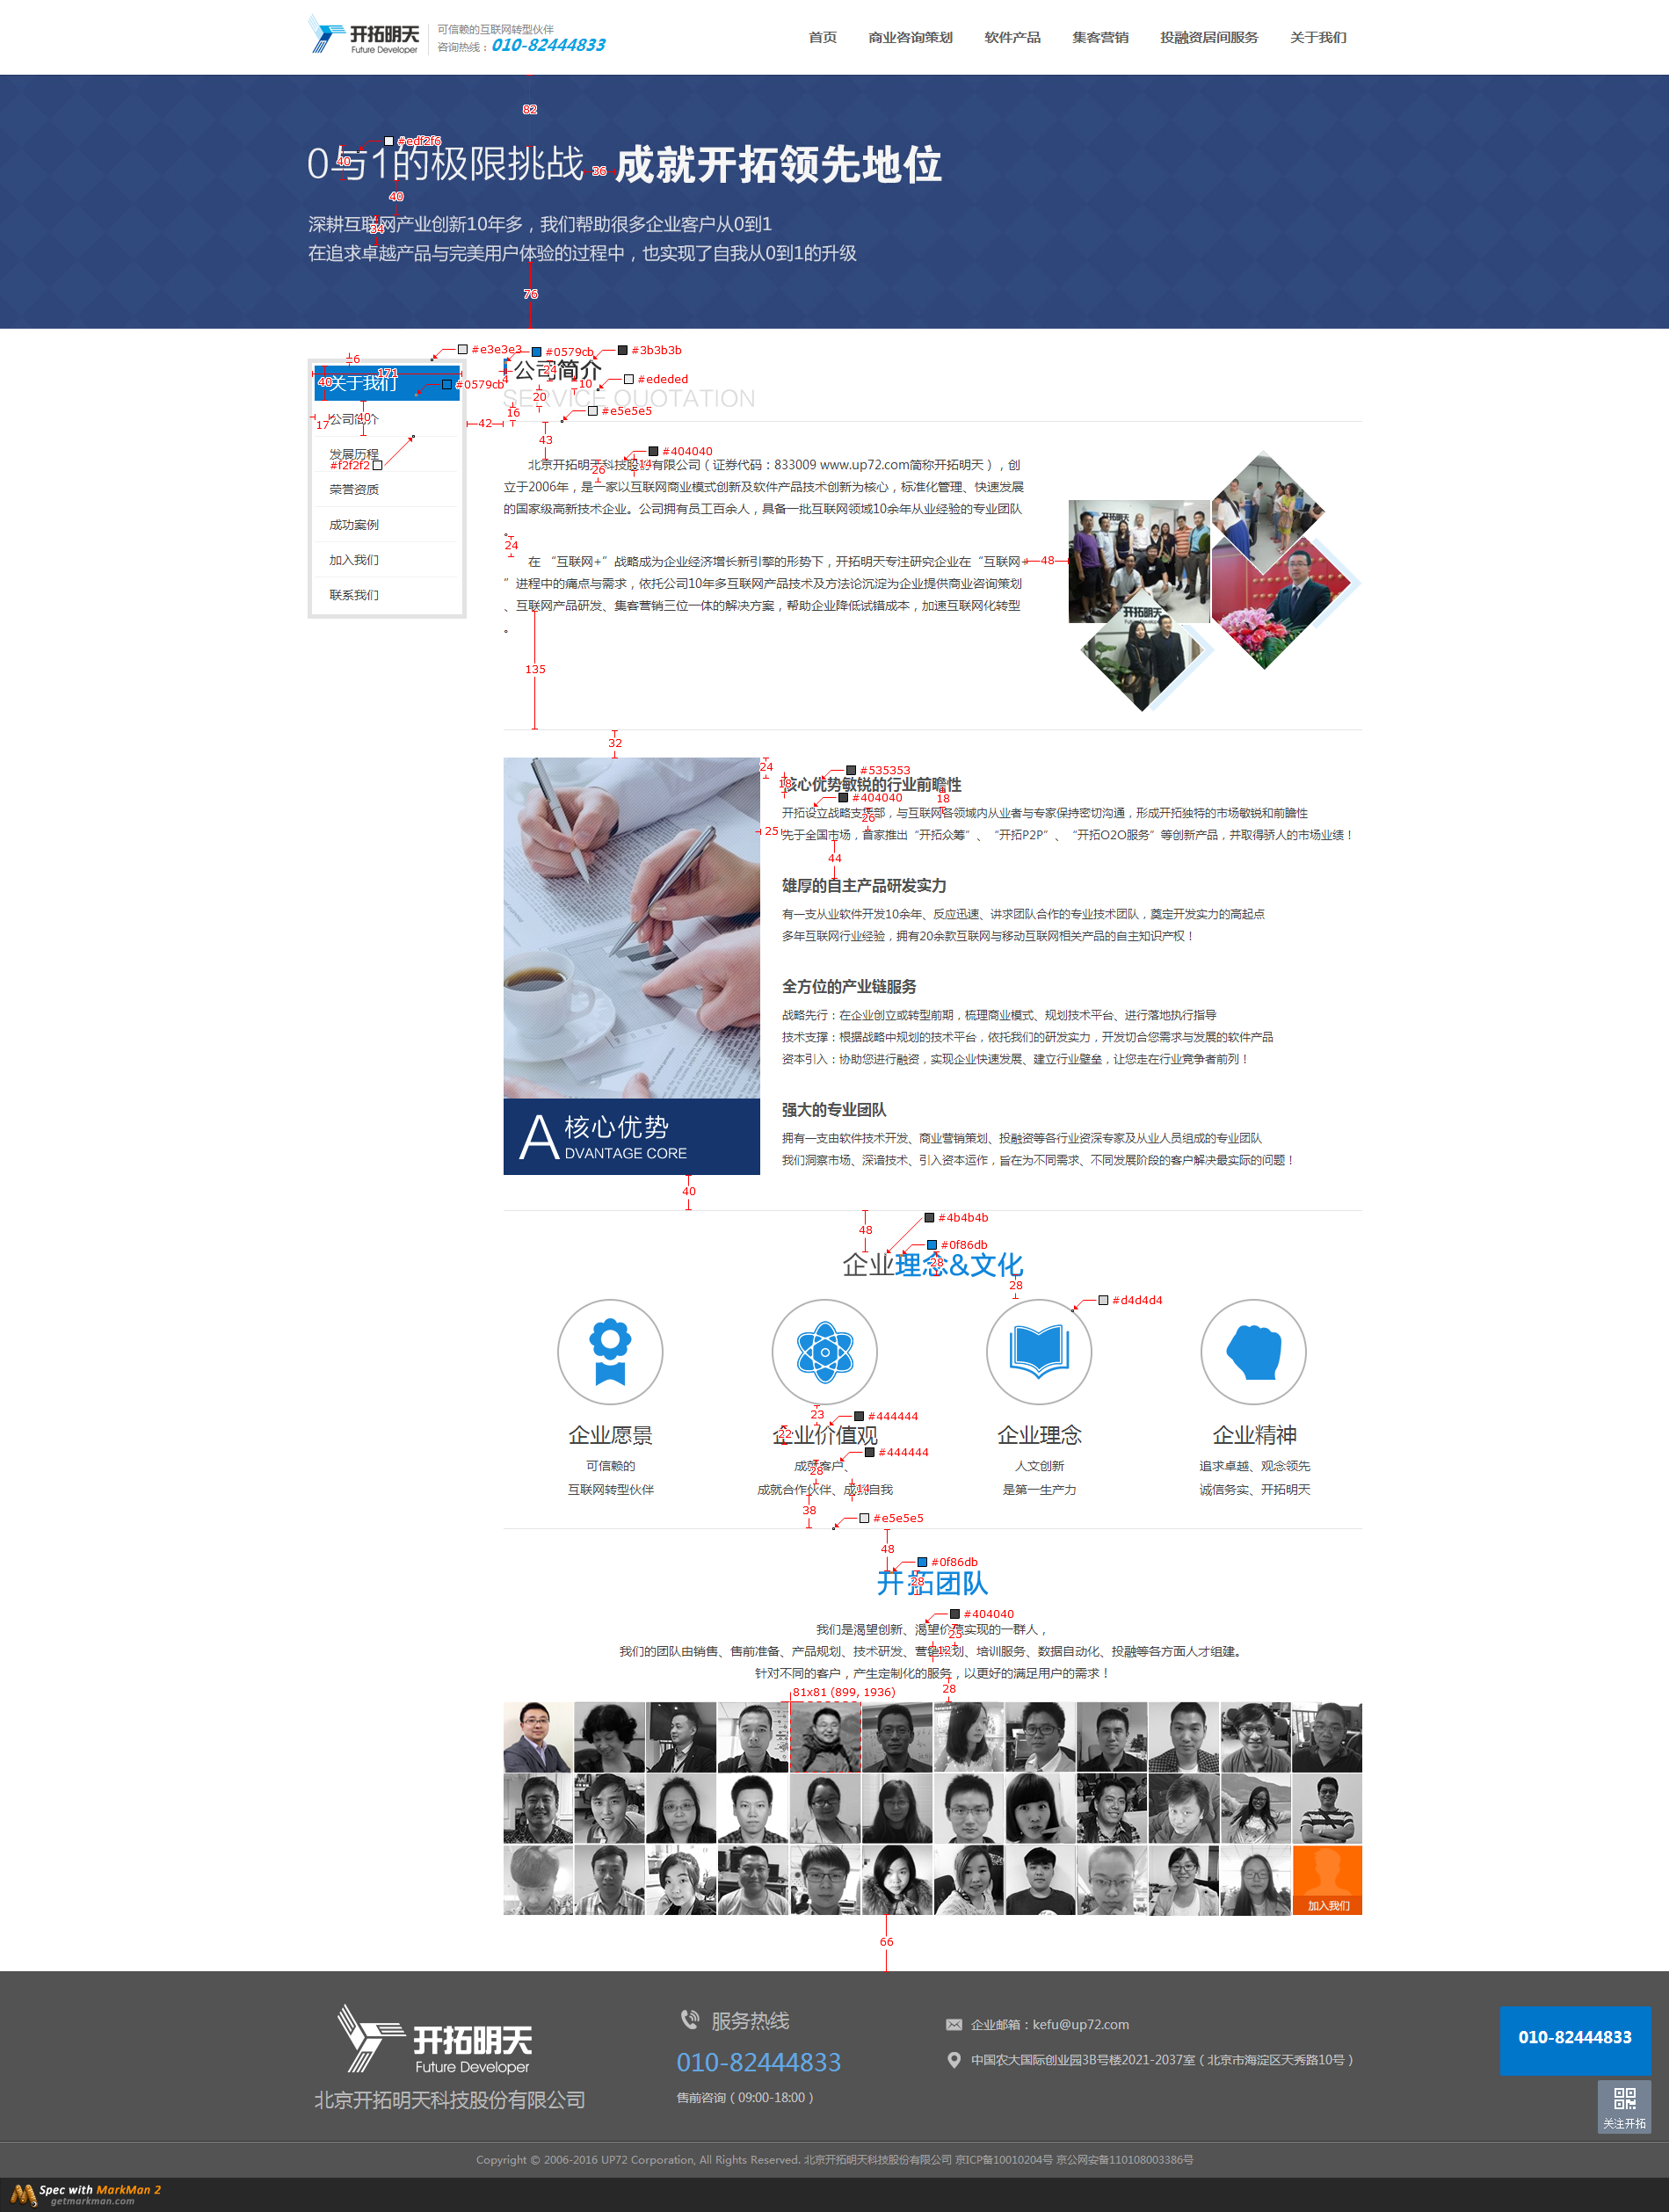 开拓明天
Future Developer
可信赖的互联网转型伙伴
咨询热线：010-82444833
首页 商业咨询策划 软件产品 集客营销 投融资居间服务 关于我们
82
#edf2f6
0与1的极限挑战 成就开拓领先地位
40
36
40
深耕互联网产业创新10年多，我们帮助很多企业客户从0到1
34
在追求卓越产品与完美用户体验的过程中，也实现了自我从0到1的升级
76
6
#e3e3e3
#0579cb
#3b3b3b
关于我们
171
40
#0579cb
公司简介
17
40
发展历程
#f2f2f2
荣誉资质
成功案例
加入我们
联系我们
42
公司简介
24
4
10
#ededed
SERVICE QUOTATION
20
16
#e5e5e5
43
#404040
14
26
北京开拓明天科技股份有限公司（证券代码：833009 www.up72.com简称开拓明天），创
立于2006年，是一家以互联网商业模式创新及软件产品技术创新为核心，标准化管理、快速发展
的国家级高新技术企业。公司拥有员工百余人，具备一批互联网领域10余年从业经验的专业团队
。
24
在 “互联网+”战略成为企业经济增长新引擎的形势下，开拓明天专注研究企业在“互联网+
”进程中的痛点与需求，依托公司10年多互联网产品技术及方法论沉淀为企业提供商业咨询策划
、互联网产品研发、集客营销三位一体的解决方案，帮助企业降低试错成本，加速互联网化转型
。
48
135
开拓明天
开拓明天
32
24
#535353
18
核心优势敏锐的行业前瞻性
#404040
18
26
开拓设立战略支撑部，与互联网各领域内从业者与专家保持密切沟通，形成开拓独特的市场敏锐和前瞻性
25
先于全国市场，首家推出“开拓众筹”、“开拓P2P”、“开拓O2O服务”等创新产品，并取得骄人的市场业绩！
44
雄厚的自主产品研发实力
有一支从业软件开发10余年、反应迅速、讲求团队合作的专业技术团队，奠定开发实力的高起点
多年互联网行业经验，拥有20余款互联网与移动互联网相关产品的自主知识产权！
全方位的产业链服务
战略先行：在企业创立或转型前期，梳理商业模式、规划技术平台、进行落地执行指导
技术支撑：根据战略中规划的技术平台，依托我们的研发实力，开发切合您需求与发展的软件产品
资本引入：协助您进行融资，实现企业快速发展、建立行业壁垒，让您走在行业竞争者前列！
强大的专业团队
拥有一支由软件技术开发、商业营销策划、投融资等各行业资深专家及从业人员组成的专业团队
我们洞察市场、深谙技术、引入资本运作，旨在为不同需求、不同发展阶段的客户解决最实际的问题！
A 核心优势
DVANTAGE CORE
40
48
#4b4b4b
#0f86db
企业理念&文化
28
28
#d4d4d4
23
#444444
22
企业愿景 企业价值观 企业理念 企业精神
#444444
28
可信赖的 成就客户、 人文创新 追求卓越、观念领先
14
互联网转型伙伴 成就合作伙伴、成就自我 是第一生产力 诚信务实、开拓明天
38
#e5e5e5
48
#0f86db
开拓团队
28
#404040
25
我们是渴望创新、渴望价值实现的一群人，
12
我们的团队由销售、售前准备、产品规划、技术研发、营销策划、培训服务、数据自动化、投融等各方面人才组建。
针对不同的客户，产生定制化的服务，以更好的满足用户的需求！
28
81x81 (899, 1936)
加入我们
66
开拓明天
Future Developer
北京开拓明天科技股份有限公司
服务热线
010-82444833
售前咨询（09:00-18:00）
企业邮箱：kefu@up72.com
中国农大国际创业园3B号楼2021-2037室（北京市海淀区天秀路10号）
010-82444833
关注开拓
Copyright © 2006-2016 UP72 Corporation, All Rights Reserved. 北京开拓明天科技股份有限公司 京ICP备10010204号 京公网安备110108003386号
Spec with MarkMan 2
getmarkman.com